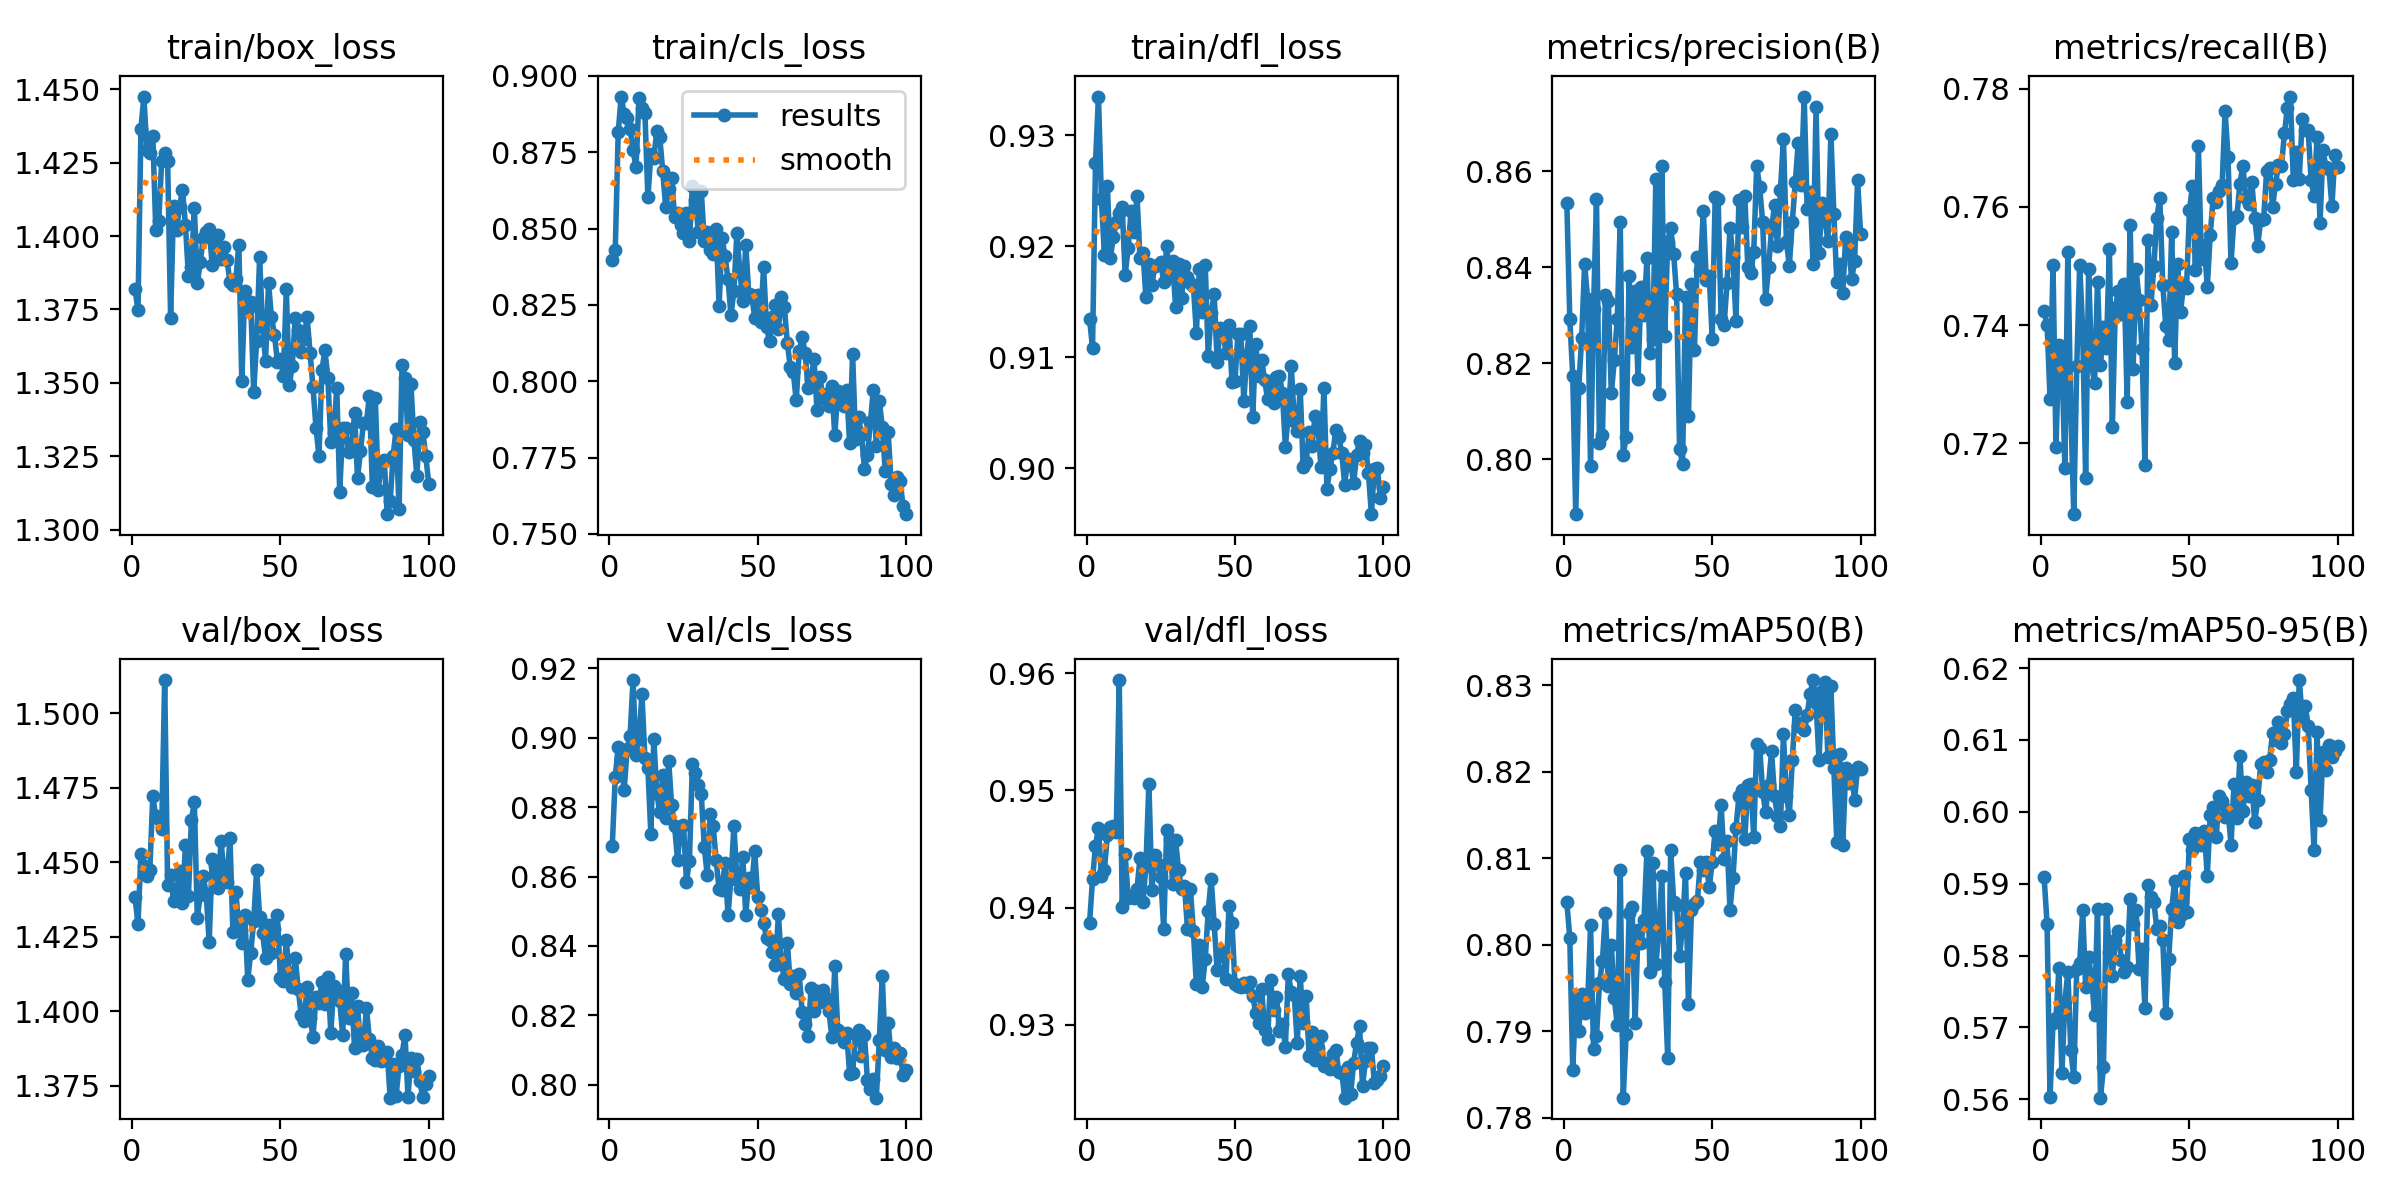 train/box_loss
1.450
1.425
1.400
1.375
1.350
1.325
1.300
0 50 100
train/cls_loss
results
smooth
0.900
0.875
0.850
0.825
0.800
0.775
0.750
0 50 100
train/dfl_loss
0.93
0.92
0.91
0.90
0 50 100
metrics/precision(B)
0.86
0.84
0.82
0.80
0 50 100
metrics/recall(B)
0.78
0.76
0.74
0.72
0 50 100
val/box_loss
1.500
1.475
1.450
1.425
1.400
1.375
0 50 100
val/cls_loss
0.92
0.90
0.88
0.86
0.84
0.82
0.80
0 50 100
val/dfl_loss
0.96
0.95
0.94
0.93
0 50 100
metrics/mAP50(B)
0.83
0.82
0.81
0.80
0.79
0.78
0 50 100
metrics/mAP50-95(B)
0.62
0.61
0.60
0.59
0.58
0.57
0.56
0 50 100